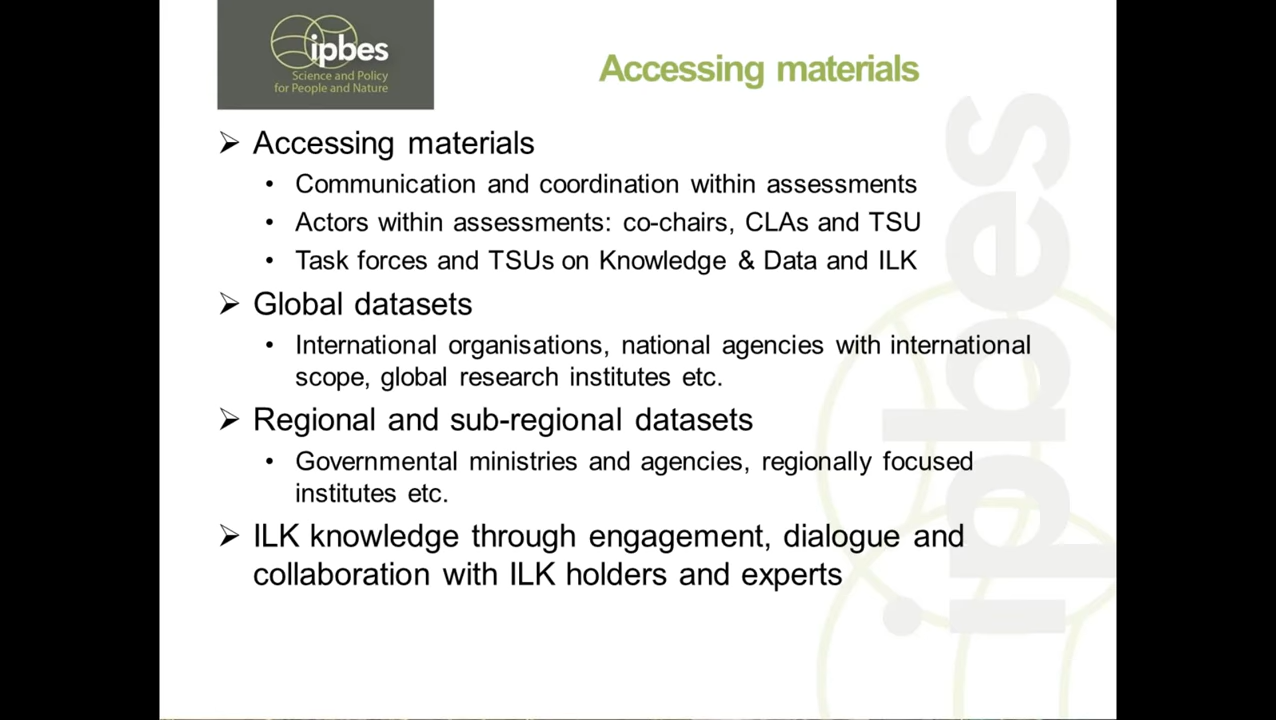 ipbes
Science and Policy
for People and Nature
Accessing materials
➢ Accessing materials
• Communication and coordination within assessments
• Actors within assessments: co-chairs, CLAs and TSU
• Task forces and TSUs on Knowledge & Data and ILK
➢ Global datasets
• International organisations, national agencies with international
scope, global research institutes etc.
➢ Regional and sub-regional datasets
• Governmental ministries and agencies, regionally focused
institutes etc.
➢ ILK knowledge through engagement, dialogue and
collaboration with ILK holders and experts
ipbes